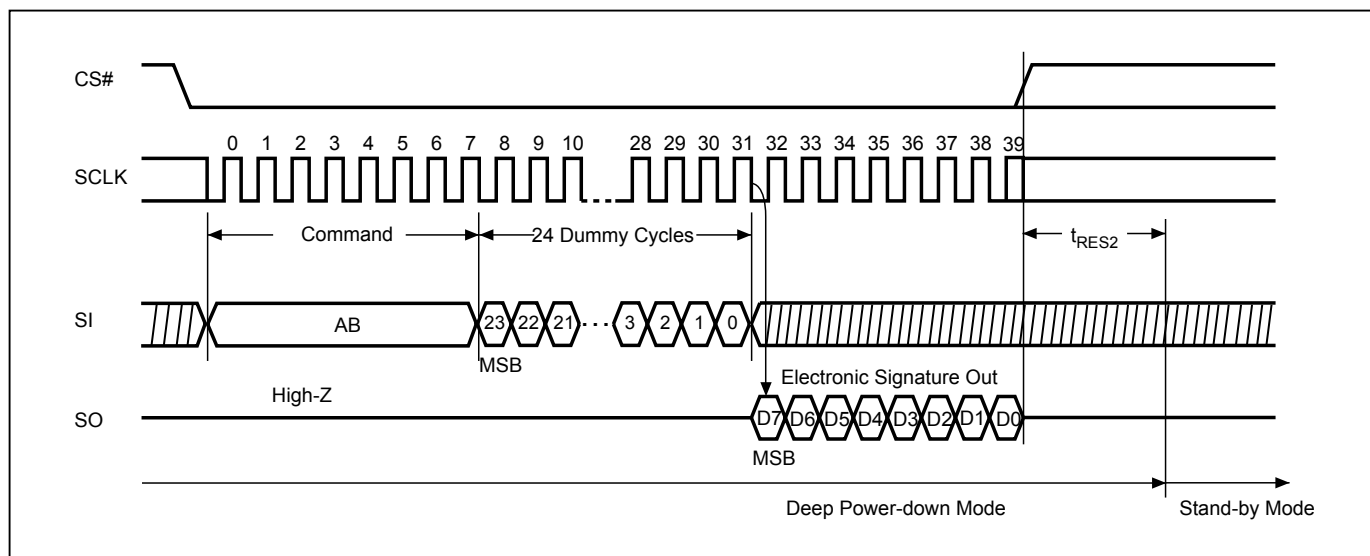 CS#
0 1 2 3 4 5 6 7 8 9 10 28 29 30 31 32 33 34 35 36 37 38 39
SCLK
Command 24 Dummy Cycles tRES2
SI AB 23 22 21 3 2 1 0
MSB
High-Z Electronic Signature Out
SO D7 D6 D5 D4 D3 D2 D1 D0
MSB
Deep Power-down Mode Stand-by Mode